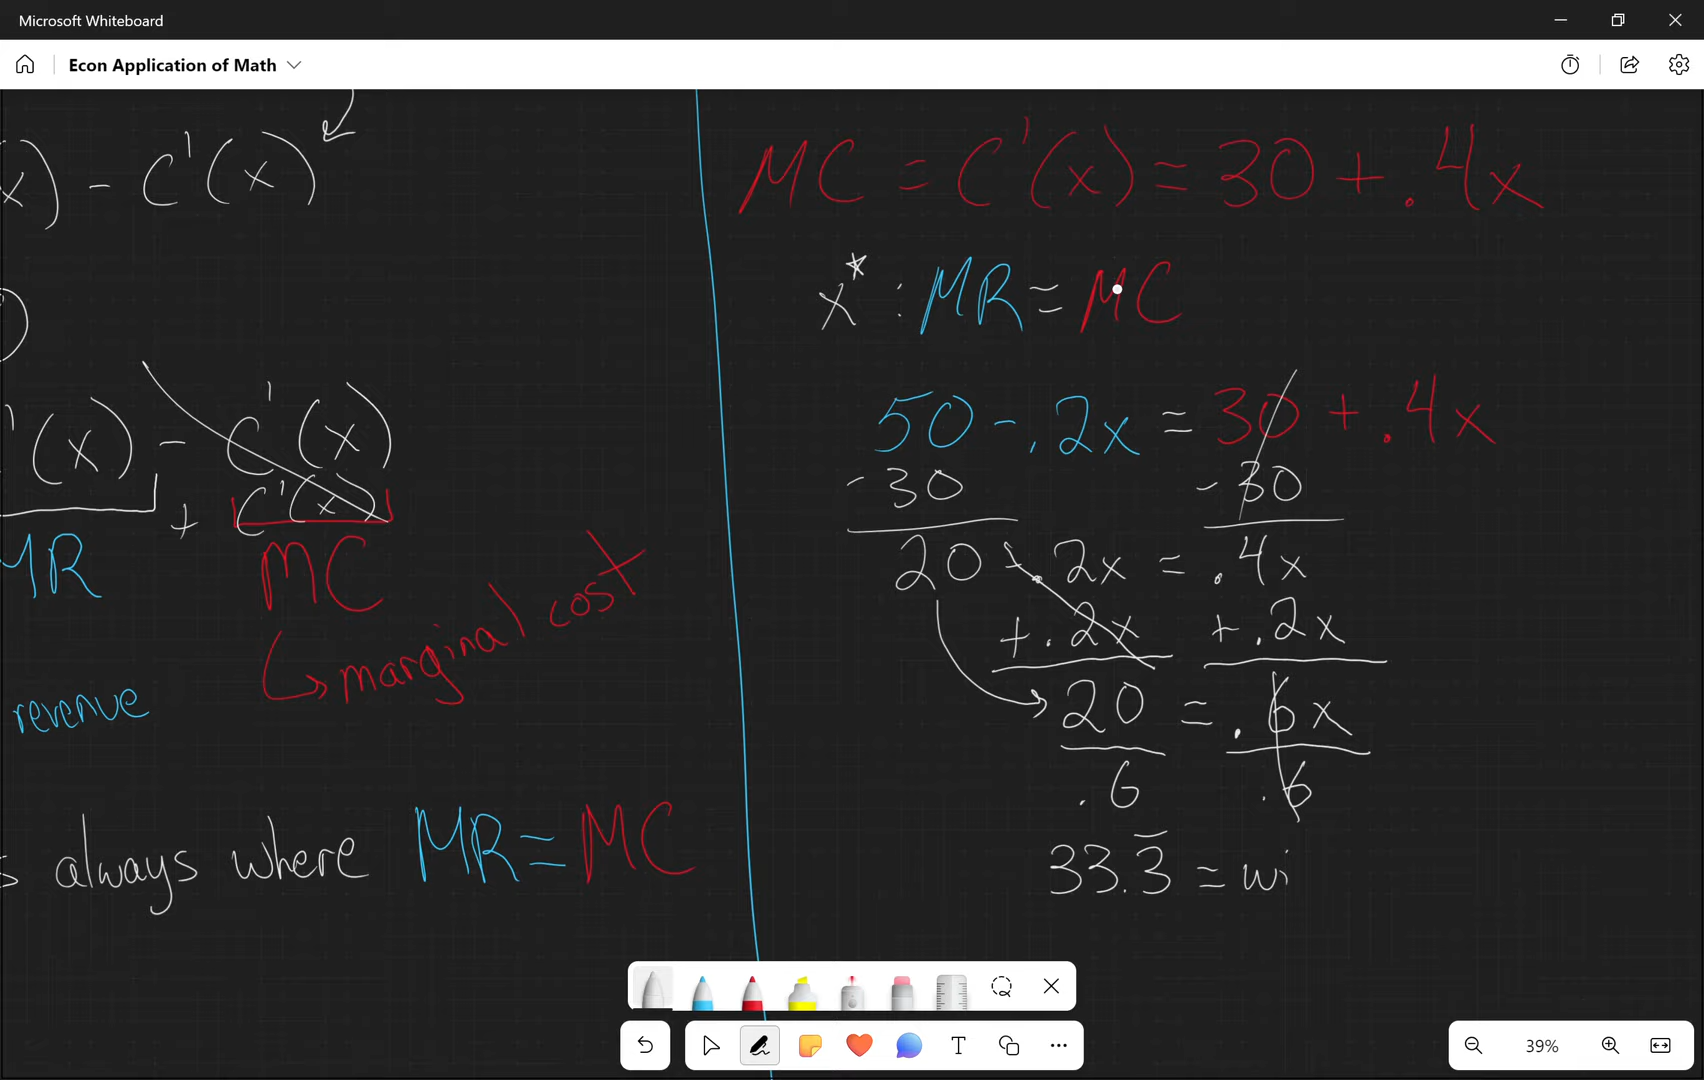 Microsoft Whiteboard
Econ Application of Math
x) - C'(x)
'(x) - C'(x)
+ C'(x)
MR
MC
marginal cost
revenue
s always where MR = MC
MC = C'(x) = 30 + .4x
x* : MR = MC
50 - .2x = 30 + .4x
-30 -30
20 - .2x = .4x
+ .2x + .2x
20 = .6x
.6 .6
33.3̅ = wi
39%